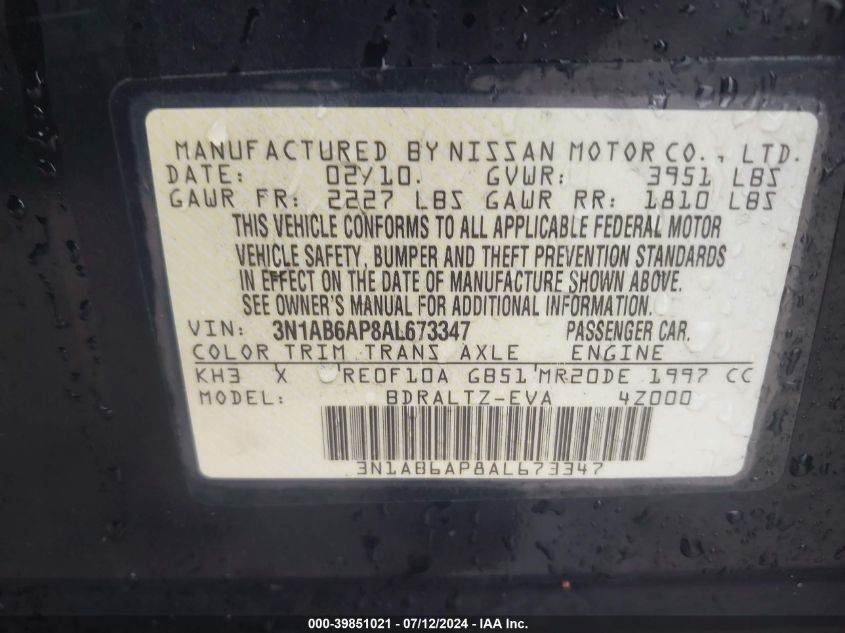 MANUFACTURED BY NISSAN MOTOR CO., LTD.
DATE: 02/10. GVWR: 3951 LBS
GAWR FR: 2227 LBS GAWR RR: 1810 LBS
THIS VEHICLE CONFORMS TO ALL APPLICABLE FEDERAL MOTOR
VEHICLE SAFETY, BUMPER AND THEFT PREVENTION STANDARDS
IN EFFECT ON THE DATE OF MANUFACTURE SHOWN ABOVE.
SEE OWNER'S MANUAL FOR ADDITIONAL INFORMATION.
VIN: 3N1AB6AP8AL673347 PASSENGER CAR.
COLOR TRIM TRANS AXLE ENGINE
KH3 X 'RE0F10A GB51'MR20DE 1997 CC
MODEL: BDRALTZ-EVA 4Z000
3N1AB6AP8AL673347
000-39851021 - 07/12/2024 - IAA Inc.